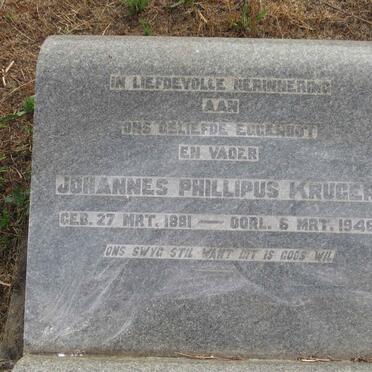 IN LIEFDEVOLLE HERINNERING
AAN
ONS GELIEFDE EGGENOOT
EN VADER
JOHANNES PHILLIPUS KRUGER
GEB. 27 MRT. 1891 — OORL. 6 MRT. 1946
ONS SWYG STIL WANT DIT IS GODS WIL.